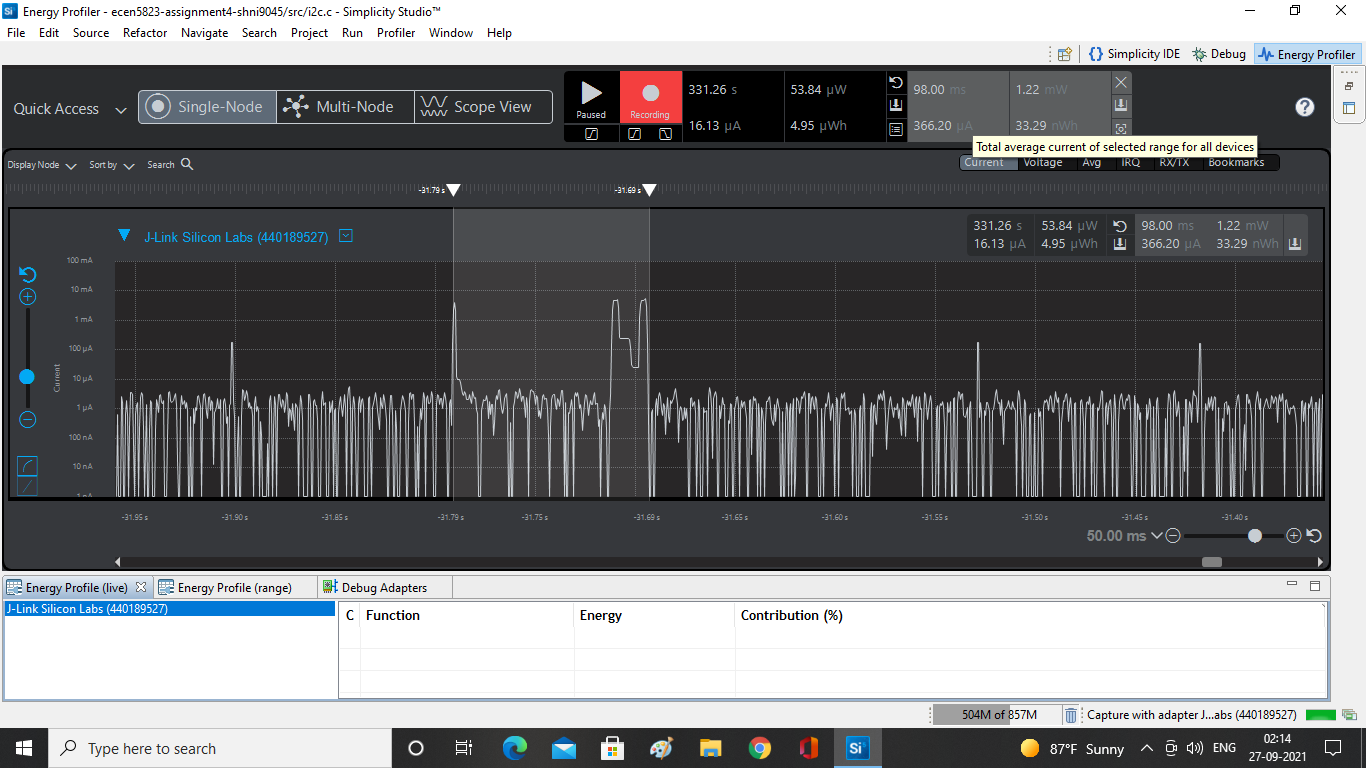 Energy Profiler - ecen5823-assignment4-shni9045/src/i2c.c - Simplicity Studio™
File Edit Source Refactor Navigate Search Project Run Profiler Window Help
Simplicity IDE Debug Energy Profiler
Quick Access Single-Node Multi-Node Scope View
Paused Recording
331.26 s 53.84 µW 98.00 ms 1.22 mW
16.13 µA 4.95 µWh 366.20 µA 33.29 nWh
Total average current of selected range for all devices
Display Node Sort by Search
Current Voltage Avg IRQ RX/TX Bookmarks
-31.79 s -31.69 s
J-Link Silicon Labs (440189527)
331.26 s 53.84 µW 98.00 ms 1.22 mW
16.13 µA 4.95 µWh 366.20 µA 33.29 nWh
100 mA
10 mA
1 mA
100 µA
10 µA
1 µA
100 nA
10 nA
1 nA
Current
-31.95 s -31.90 s -31.85 s -31.79 s -31.75 s -31.69 s -31.65 s -31.60 s -31.55 s -31.50 s -31.45 s -31.40 s
50.00 ms
Energy Profile (live) Energy Profile (range) Debug Adapters
J-Link Silicon Labs (440189527)
C Function Energy Contribution (%)
504M of 857M Capture with adapter J...abs (440189527)
Type here to search
87°F Sunny ENG
02:14
27-09-2021